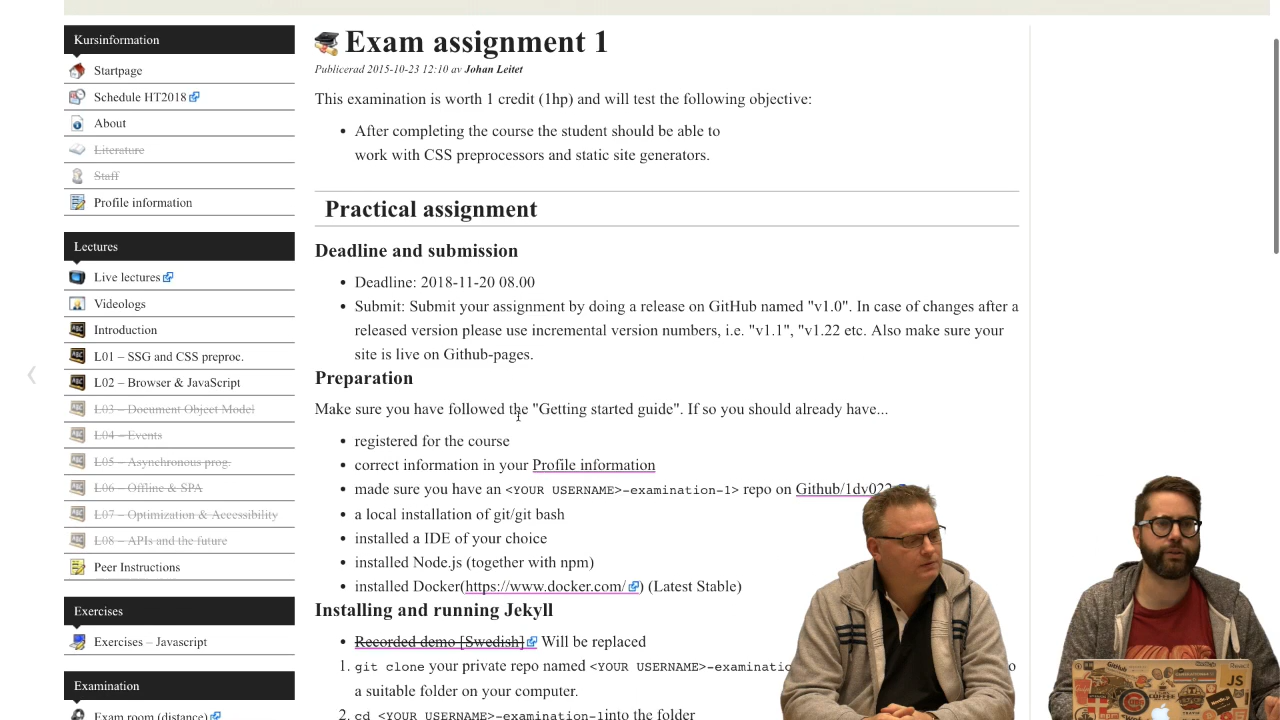 Kursinformation
Startpage
Schedule HT2018
About
Literature
Staff
Profile information
Lectures
Live lectures
Videologs
Introduction
L01 – SSG and CSS preproc.
L02 – Browser & JavaScript
L03 – Document Object Model
L04 – Events
L05 – Asynchronous prog.
L06 – Offline & SPA
L07 – Optimization & Accessibility
L08 – APIs and the future
Peer Instructions
Exercises
Exercises – Javascript
Examination
Exam room (distance)
Exam assignment 1
Publicerad 2015-10-23 12:10 av Johan Leitet
This examination is worth 1 credit (1hp) and will test the following objective:
• After completing the course the student should be able to
work with CSS preprocessors and static site generators.
Practical assignment
Deadline and submission
• Deadline: 2018-11-20 08.00
• Submit: Submit your assignment by doing a release on GitHub named "v1.0". In case of changes after a
released version please use incremental version numbers, i.e. "v1.1", "v1.22 etc. Also make sure your
site is live on Github-pages.
Preparation
Make sure you have followed the "Getting started guide". If so you should already have...
• registered for the course
• correct information in your Profile information
• made sure you have an <YOUR USERNAME>-examination-1> repo on Github/1dv022
• a local installation of git/git bash
• installed a IDE of your choice
• installed Node.js (together with npm)
• installed Docker(https://www.docker.com/) (Latest Stable)
Installing and running Jekyll
• Recorded demo [Swedish] Will be replaced
1. git clone your private repo named <YOUR USERNAME>-examinatio o
a suitable folder on your computer.
2. cd <YOUR USERNAME>-examination-1into the folder
JS